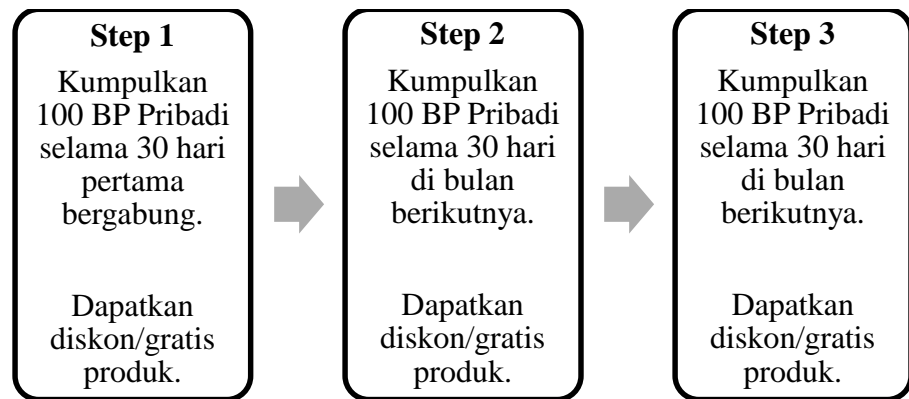 Step 1
Kumpulkan
100 BP Pribadi
selama 30 hari
pertama
bergabung.
Dapatkan
diskon/gratis
produk.
Step 2
Kumpulkan
100 BP Pribadi
selama 30 hari
di bulan
berikutnya.
Dapatkan
diskon/gratis
produk.
Step 3
Kumpulkan
100 BP Pribadi
selama 30 hari
di bulan
berikutnya.
Dapatkan
diskon/gratis
produk.